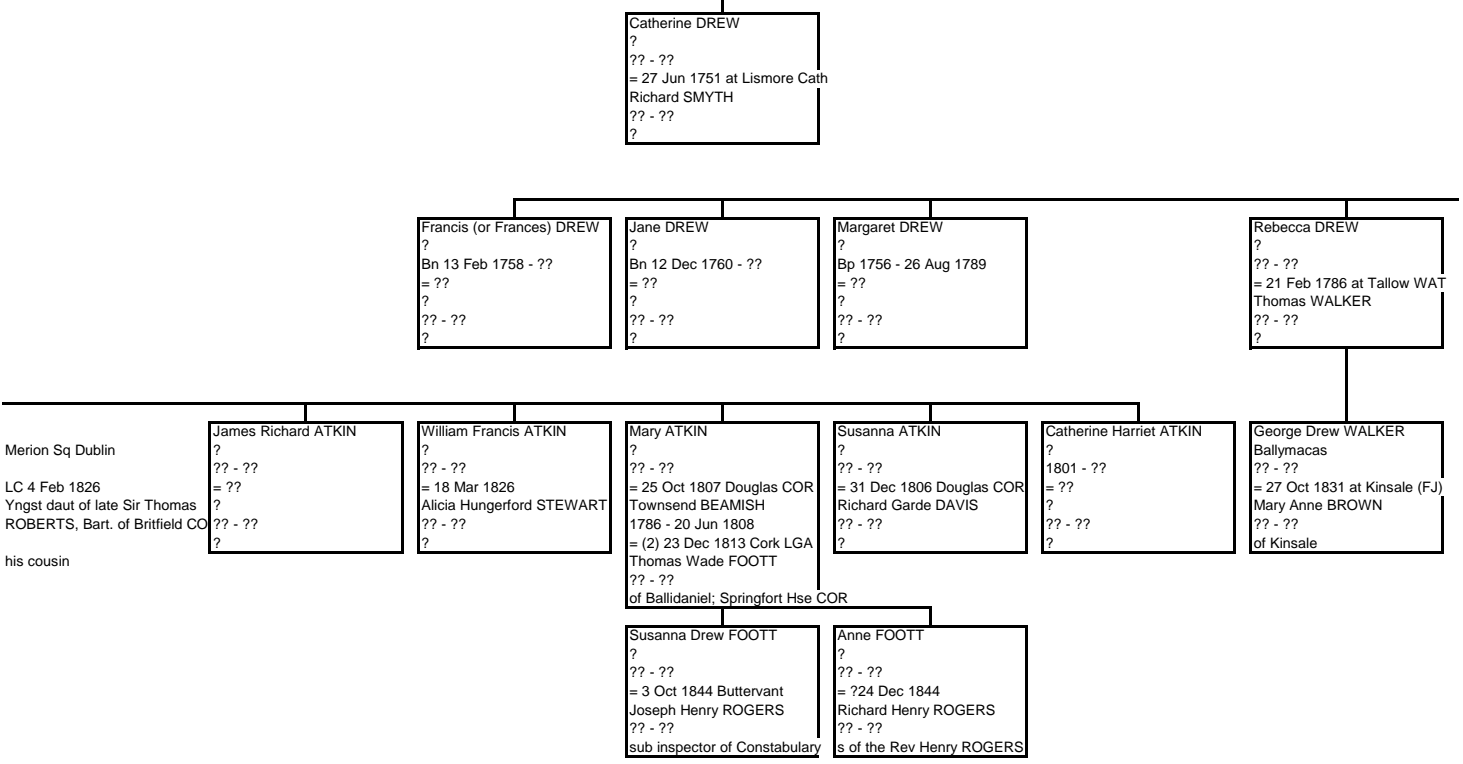 Catherine DREW
?
?? - ??
= 27 Jun 1751 at Lismore Cath
Richard SMYTH
?? - ??
?
Francis (or Frances) DREW
?
Bn 13 Feb 1758 - ??
= ??
?
?? - ??
?
Jane DREW
?
Bn 12 Dec 1760 - ??
= ??
?
?? - ??
?
Margaret DREW
?
Bp 1756 - 26 Aug 1789
= ??
?
?? - ??
?
Rebecca DREW
?
?? - ??
= 21 Feb 1786 at Tallow WAT
Thomas WALKER
?? - ??
?
Merion Sq Dublin
LC 4 Feb 1826
Yngst daut of late Sir Thomas
ROBERTS, Bart. of Britfield CO
his cousin
James Richard ATKIN
?
?? - ??
= ??
?
?? - ??
?
William Francis ATKIN
?
?? - ??
= 18 Mar 1826
Alicia Hungerford STEWART
?? - ??
?
Mary ATKIN
?
?? - ??
= 25 Oct 1807 Douglas COR
Townsend BEAMISH
1786 - 20 Jun 1808
= (2) 23 Dec 1813 Cork LGA
Thomas Wade FOOTT
?? - ??
of Ballidaniel; Springfort Hse COR
Susanna ATKIN
?
?? - ??
= 31 Dec 1806 Douglas COR
Richard Garde DAVIS
?? - ??
?
Catherine Harriet ATKIN
?
1801 - ??
= ??
?
?? - ??
?
George Drew WALKER
Ballymacas
?? - ??
= 27 Oct 1831 at Kinsale (FJ)
Mary Anne BROWN
?? - ??
of Kinsale
Susanna Drew FOOTT
?
?? - ??
= 3 Oct 1844 Buttervant
Joseph Henry ROGERS
?? - ??
sub inspector of Constabulary
Anne FOOTT
?
?? - ??
= ?24 Dec 1844
Richard Henry ROGERS
?? - ??
s of the Rev Henry ROGERS